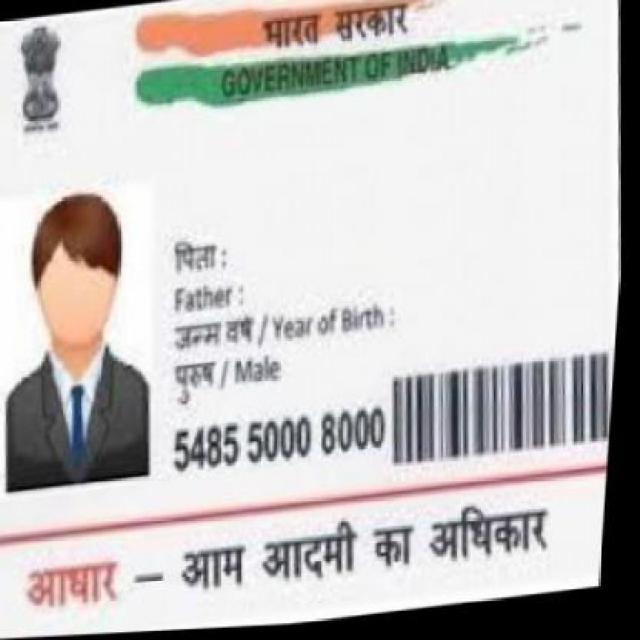 भारत सरकार
GOVERNMENT OF INDIA
पिता :
Father :
जन्म वर्ष / Year of Birth :
पुरुष / Male
5485 5000 8000
आधार – आम आदमी का अधिकार